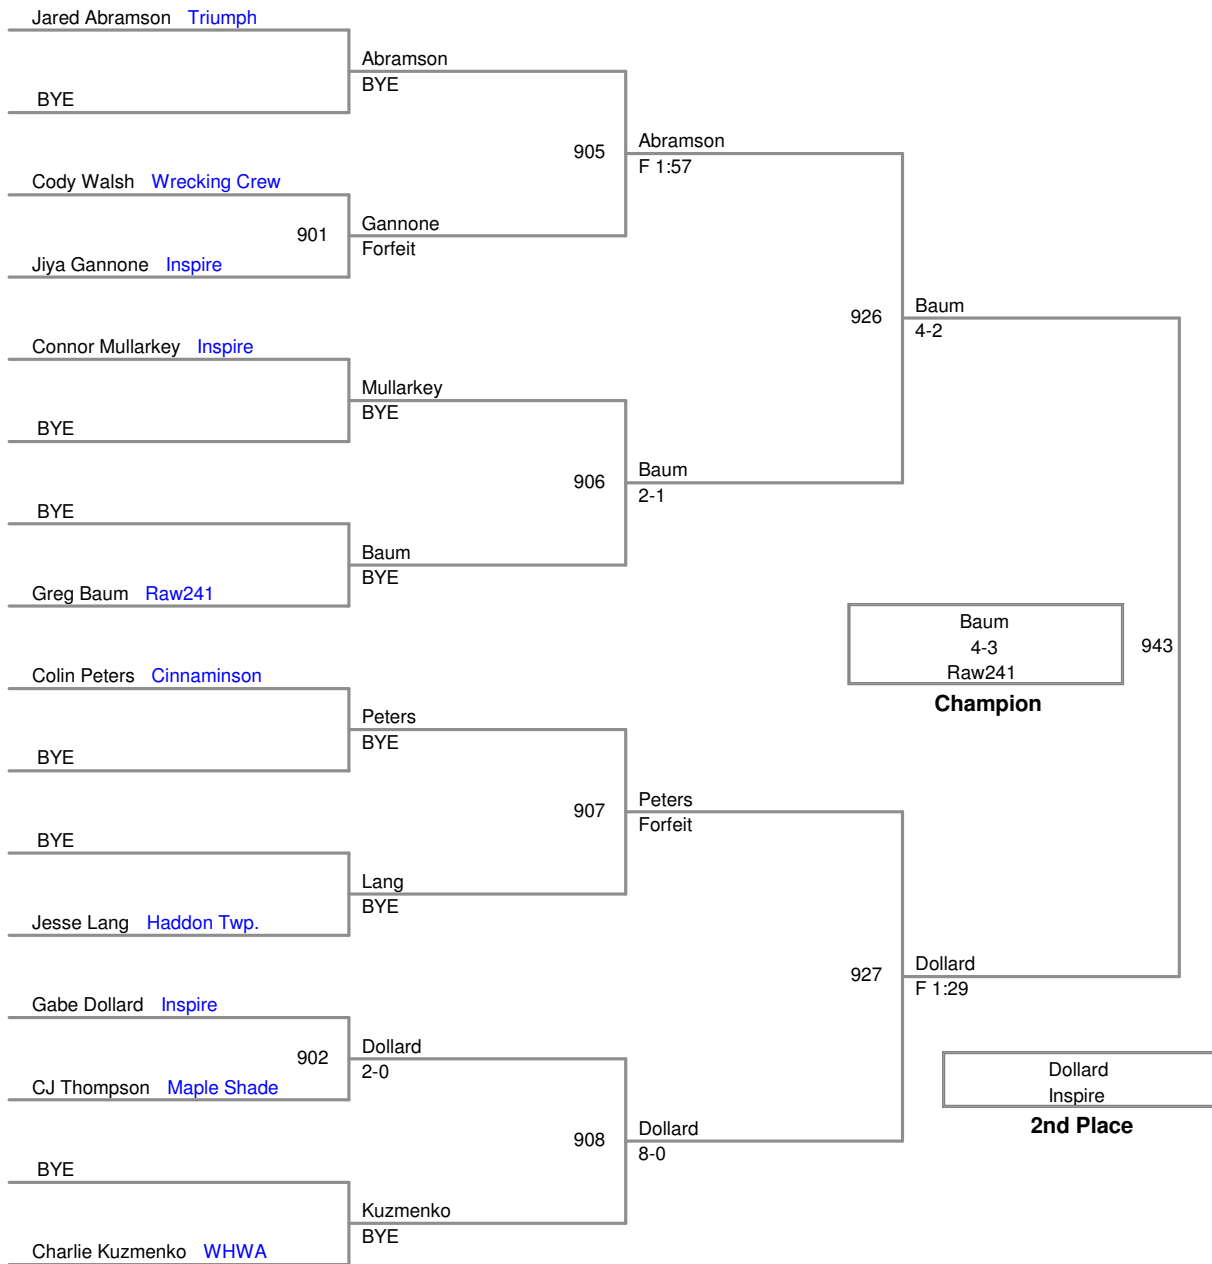 Jared Abramson Triumph
Abramson
BYE
BYE
905
Abramson
F 1:57
Cody Walsh Wrecking Crew
901
Gannone
Forfeit
Jiya Gannone Inspire
926
Baum
4-2
Connor Mullarkey Inspire
Mullarkey
BYE
BYE
906
Baum
2-1
BYE
Baum
BYE
Greg Baum Raw241
Baum
4-3
Raw241
943
Champion
Colin Peters Cinnaminson
Peters
BYE
BYE
907
Peters
Forfeit
BYE
Lang
BYE
Jesse Lang Haddon Twp.
927
Dollard
F 1:29
Gabe Dollard Inspire
902
Dollard
2-0
CJ Thompson Maple Shade
Dollard
Inspire
2nd Place
908
Dollard
8-0
BYE
Kuzmenko
BYE
Charlie Kuzmenko WHWA